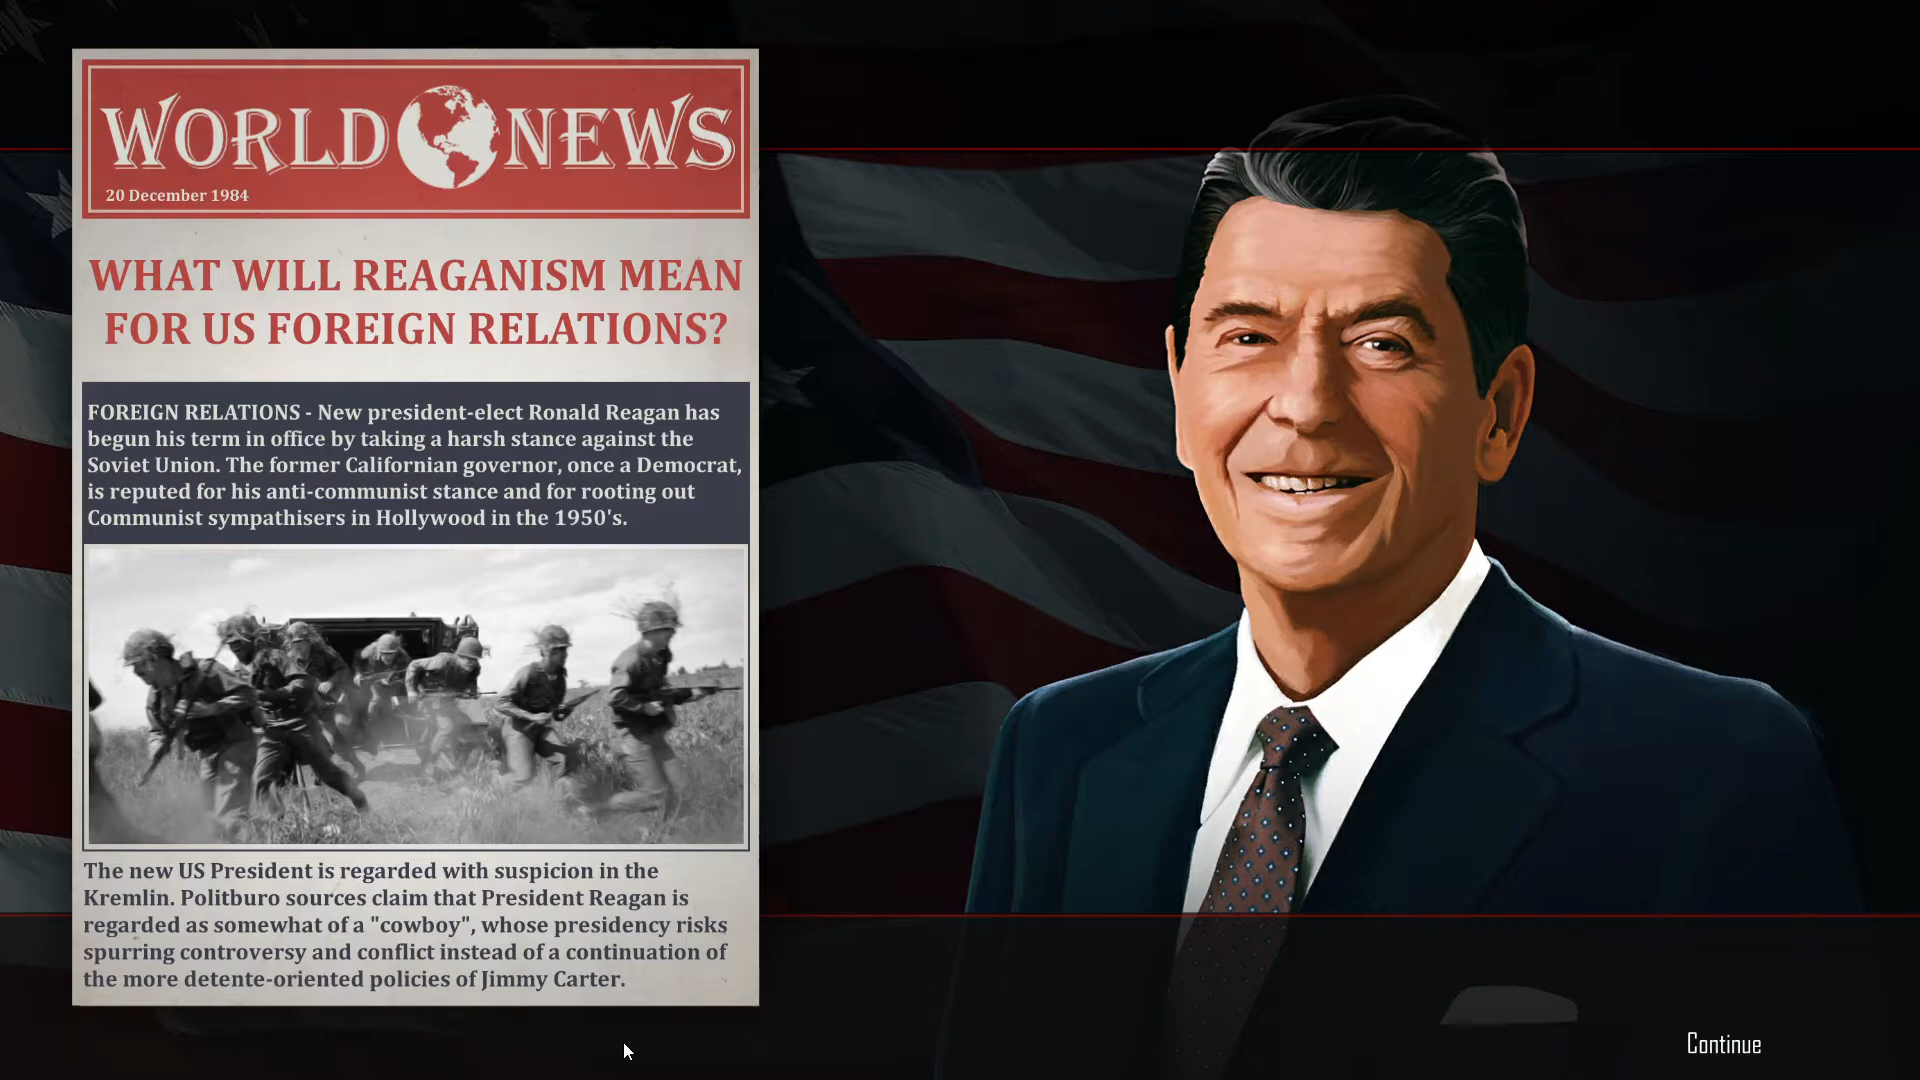 WORLD NEWS
20 December 1984
WHAT WILL REAGANISM MEAN
FOR US FOREIGN RELATIONS?
FOREIGN RELATIONS - New president-elect Ronald Reagan has
begun his term in office by taking a harsh stance against the
Soviet Union. The former Californian governor, once a Democrat,
is reputed for his anti-communist stance and for rooting out
Communist sympathisers in Hollywood in the 1950's.
The new US President is regarded with suspicion in the
Kremlin. Politburo sources claim that President Reagan is
regarded as somewhat of a "cowboy", whose presidency risks
spurring controversy and conflict instead of a continuation of
the more detente-oriented policies of Jimmy Carter.
Continue